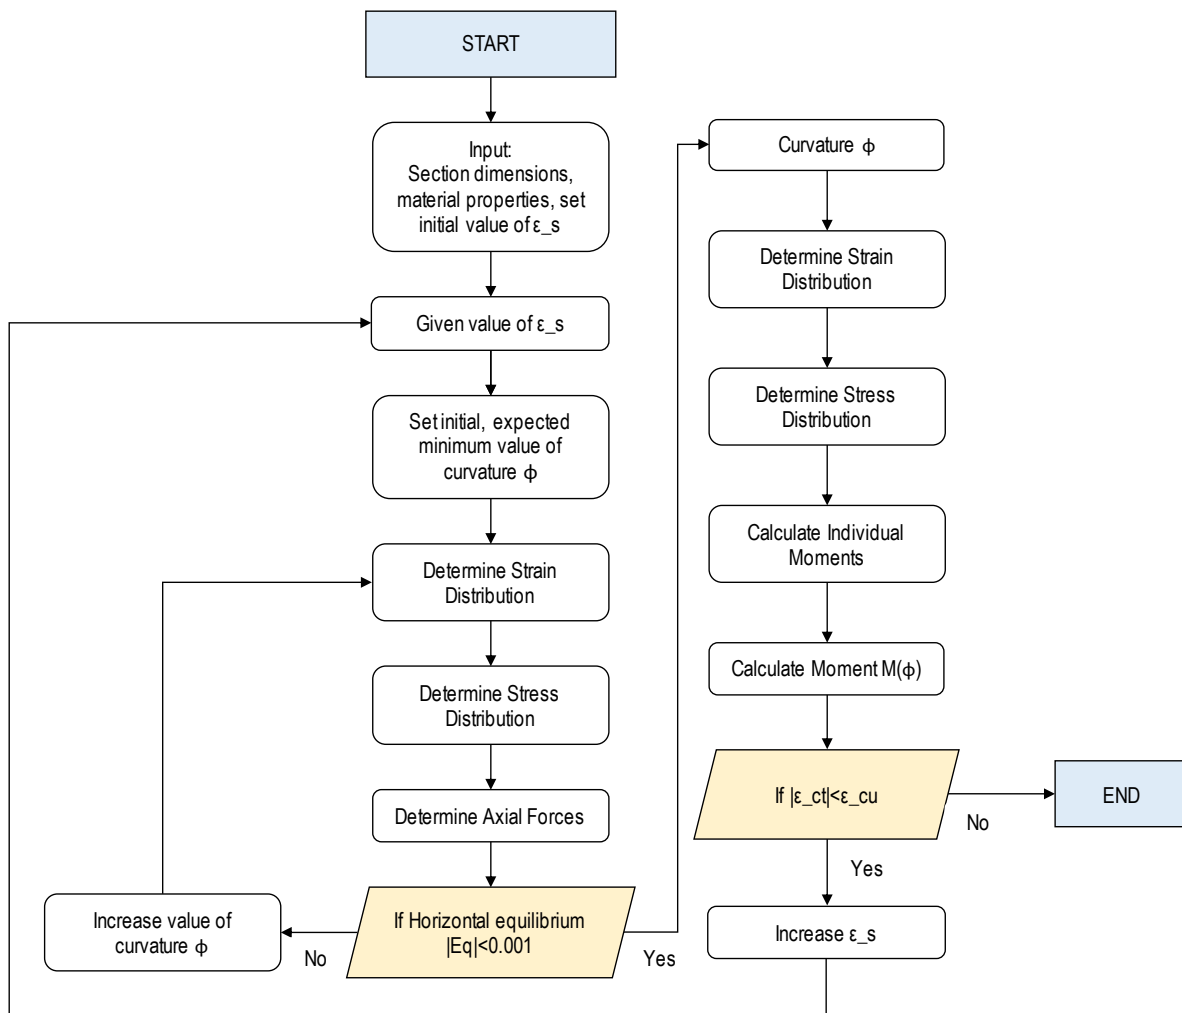 START
Input:
Section dimensions,
material properties, set
initial value of ε_s
Given value of ε_s
Set initial, expected
minimum value of
curvature ϕ
Determine Strain
Distribution
Determine Stress
Distribution
Determine Axial Forces
If Horizontal equilibrium
|Eq|<0.001
No
Yes
Increase value of
curvature ϕ
Curvature ϕ
Determine Strain
Distribution
Determine Stress
Distribution
Calculate Individual
Moments
Calculate Moment M(ϕ)
If |ε_ct|<ε_cu
No
END
Yes
Increase ε_s